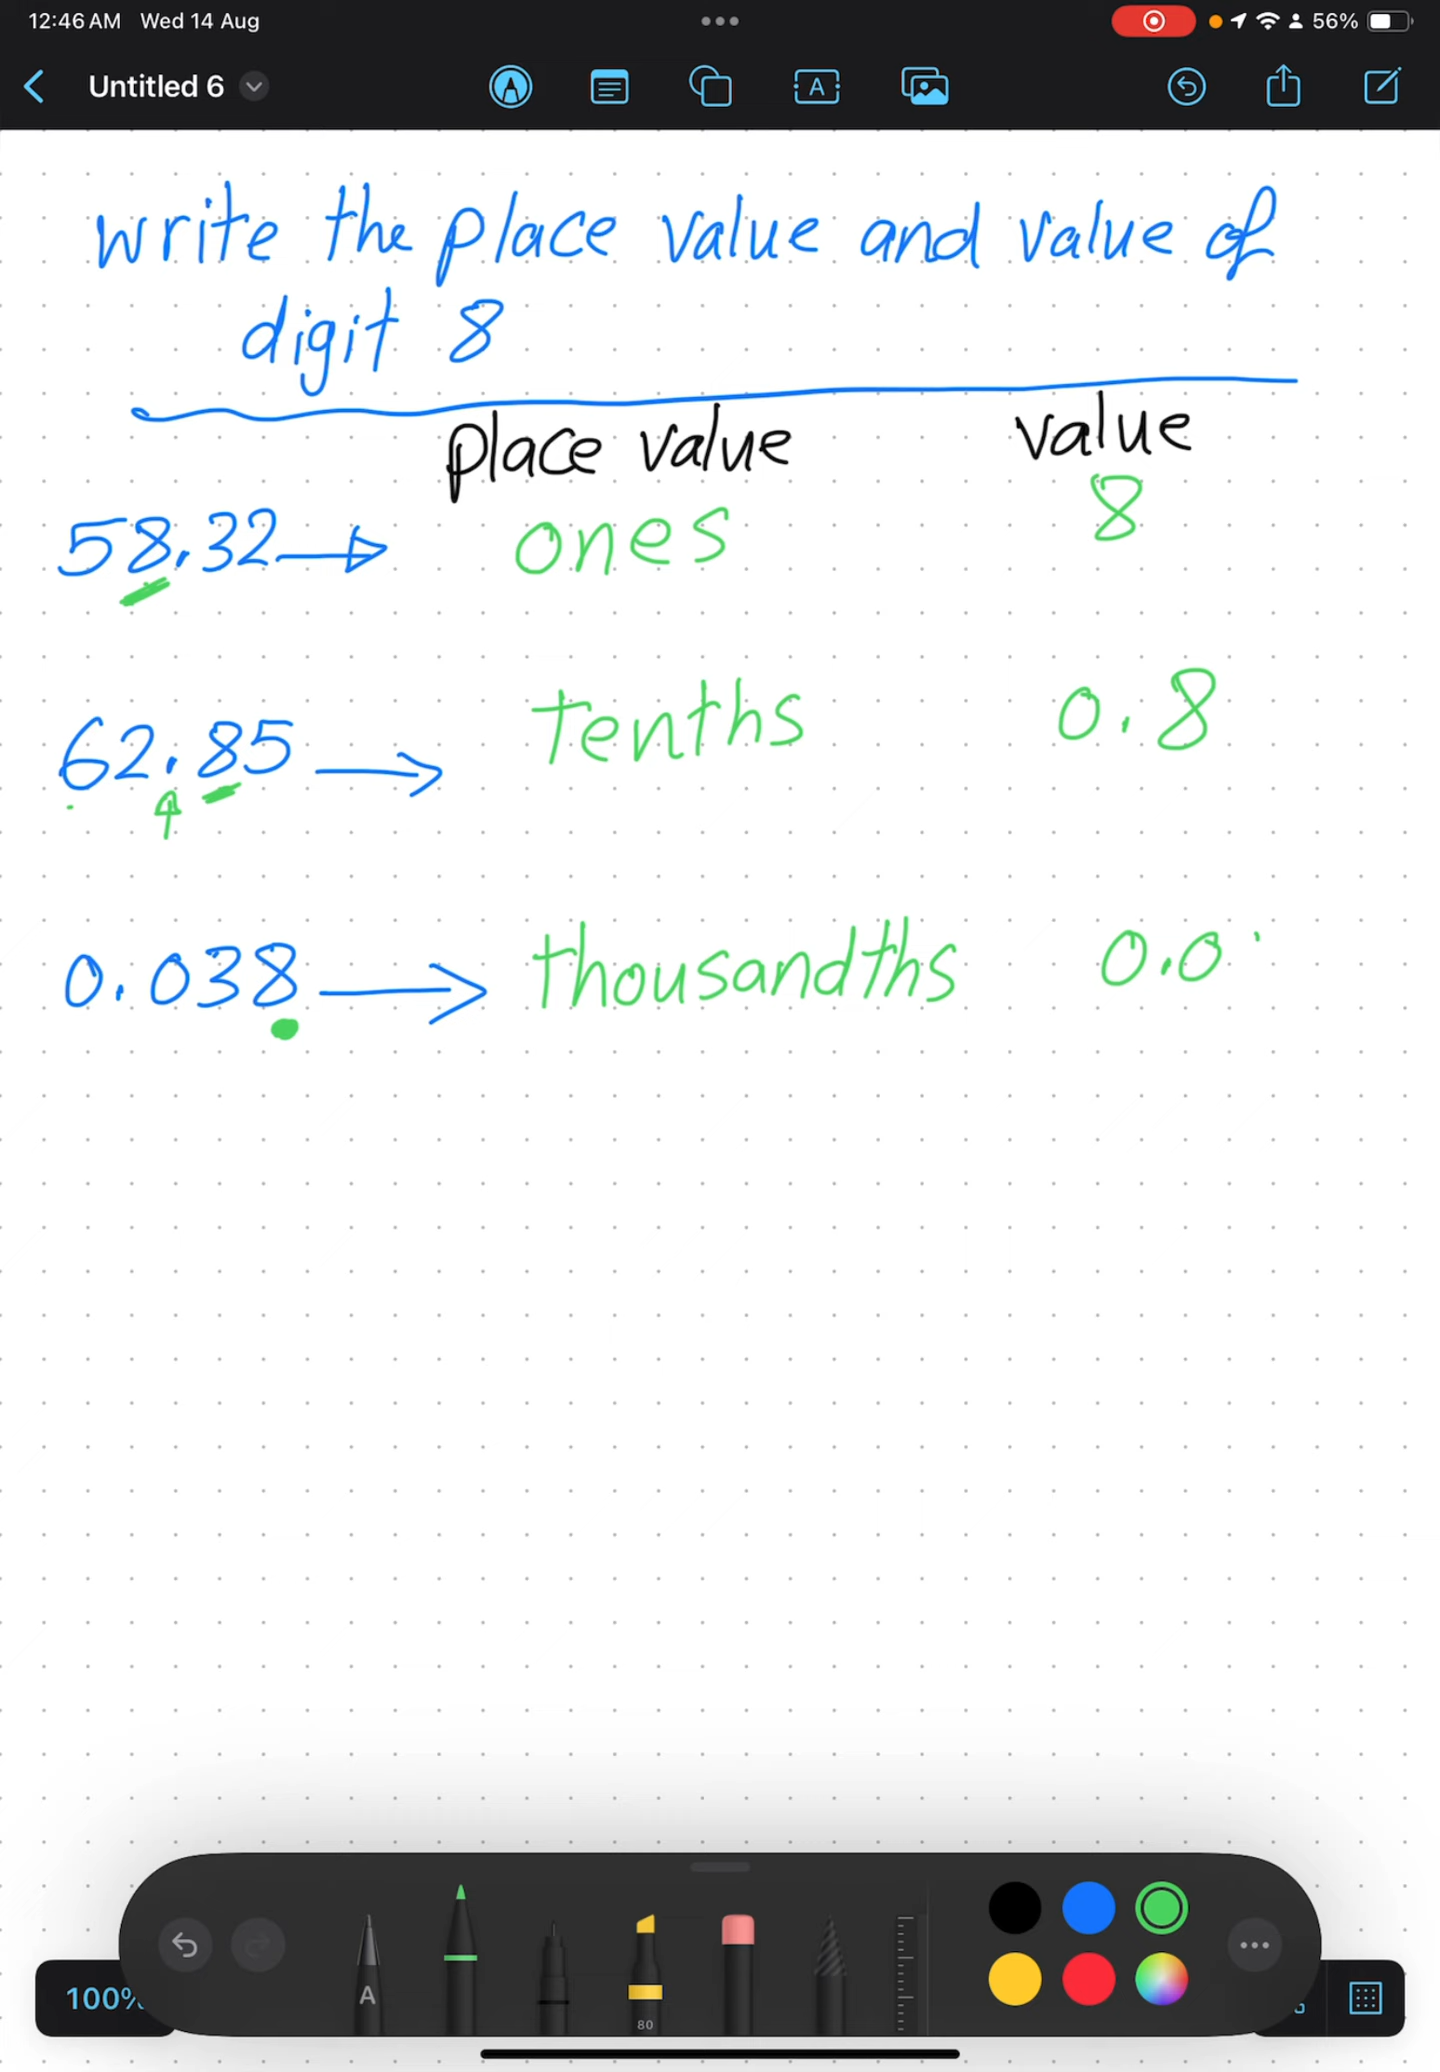 12:46 AM Wed 14 Aug 56%
Untitled 6 A
write the place value and value of
digit 8
place value value
58.32 ones 8
62.85 tenths 0.8
0.038 thousandths 0.0
A 80
100%